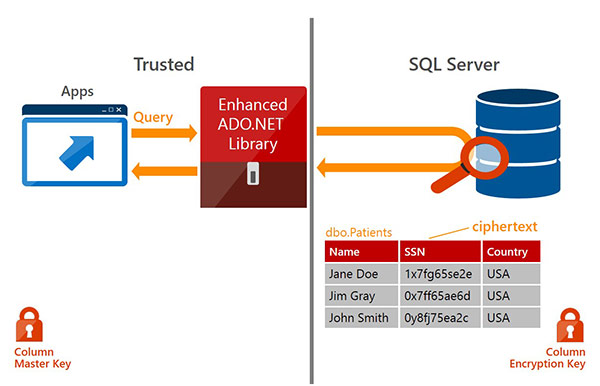 Trusted
SQL Server
Apps
Query
Enhanced
ADO.NET
Library
dbo.Patients
ciphertext
Name SSN Country
Jane Doe 1x7fg65se2e USA
Jim Gray 0x7ff65ae6d USA
John Smith 0y8fj75ea2c USA
Column
Master Key
Column
Encryption Key